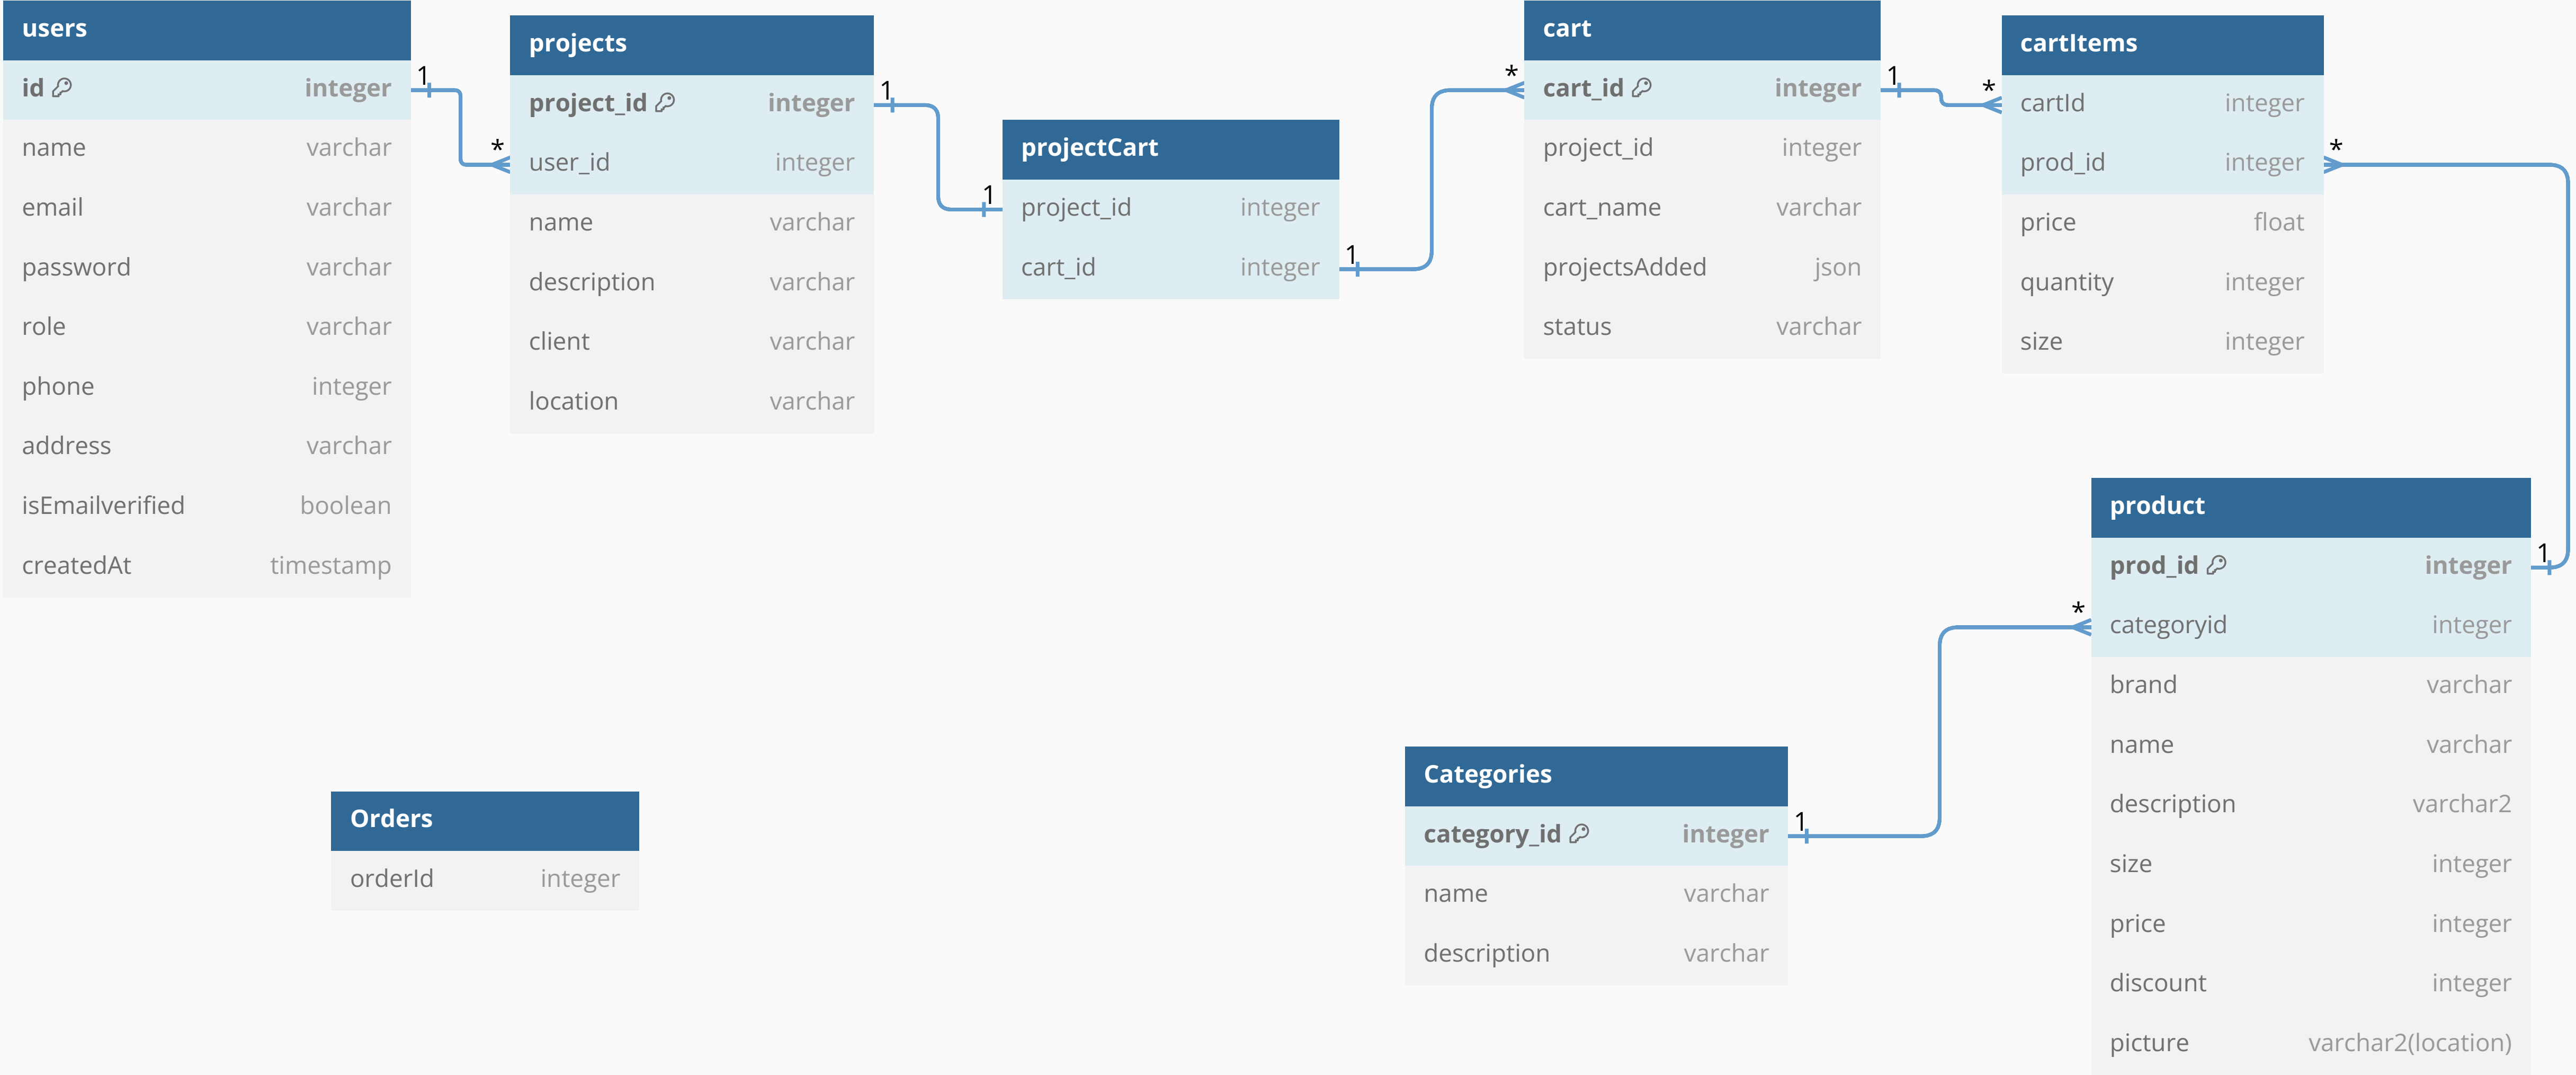 users
id integer
name varchar
email varchar
password varchar
role varchar
phone integer
address varchar
isEmailverified boolean
createdAt timestamp
1
*
projects
project_id integer
user_id integer
name varchar
description varchar
client varchar
location varchar
1
1
projectCart
project_id integer
cart_id integer
1
*
cart
cart_id integer
project_id integer
cart_name varchar
projectsAdded json
status varchar
1
*
cartItems
cartId integer
prod_id integer
price float
quantity integer
size integer
*
1
product
prod_id integer
categoryid integer
brand varchar
name varchar
description varchar2
size integer
price integer
discount integer
picture varchar2(location)
*
1
Categories
category_id integer
name varchar
description varchar
Orders
orderId integer